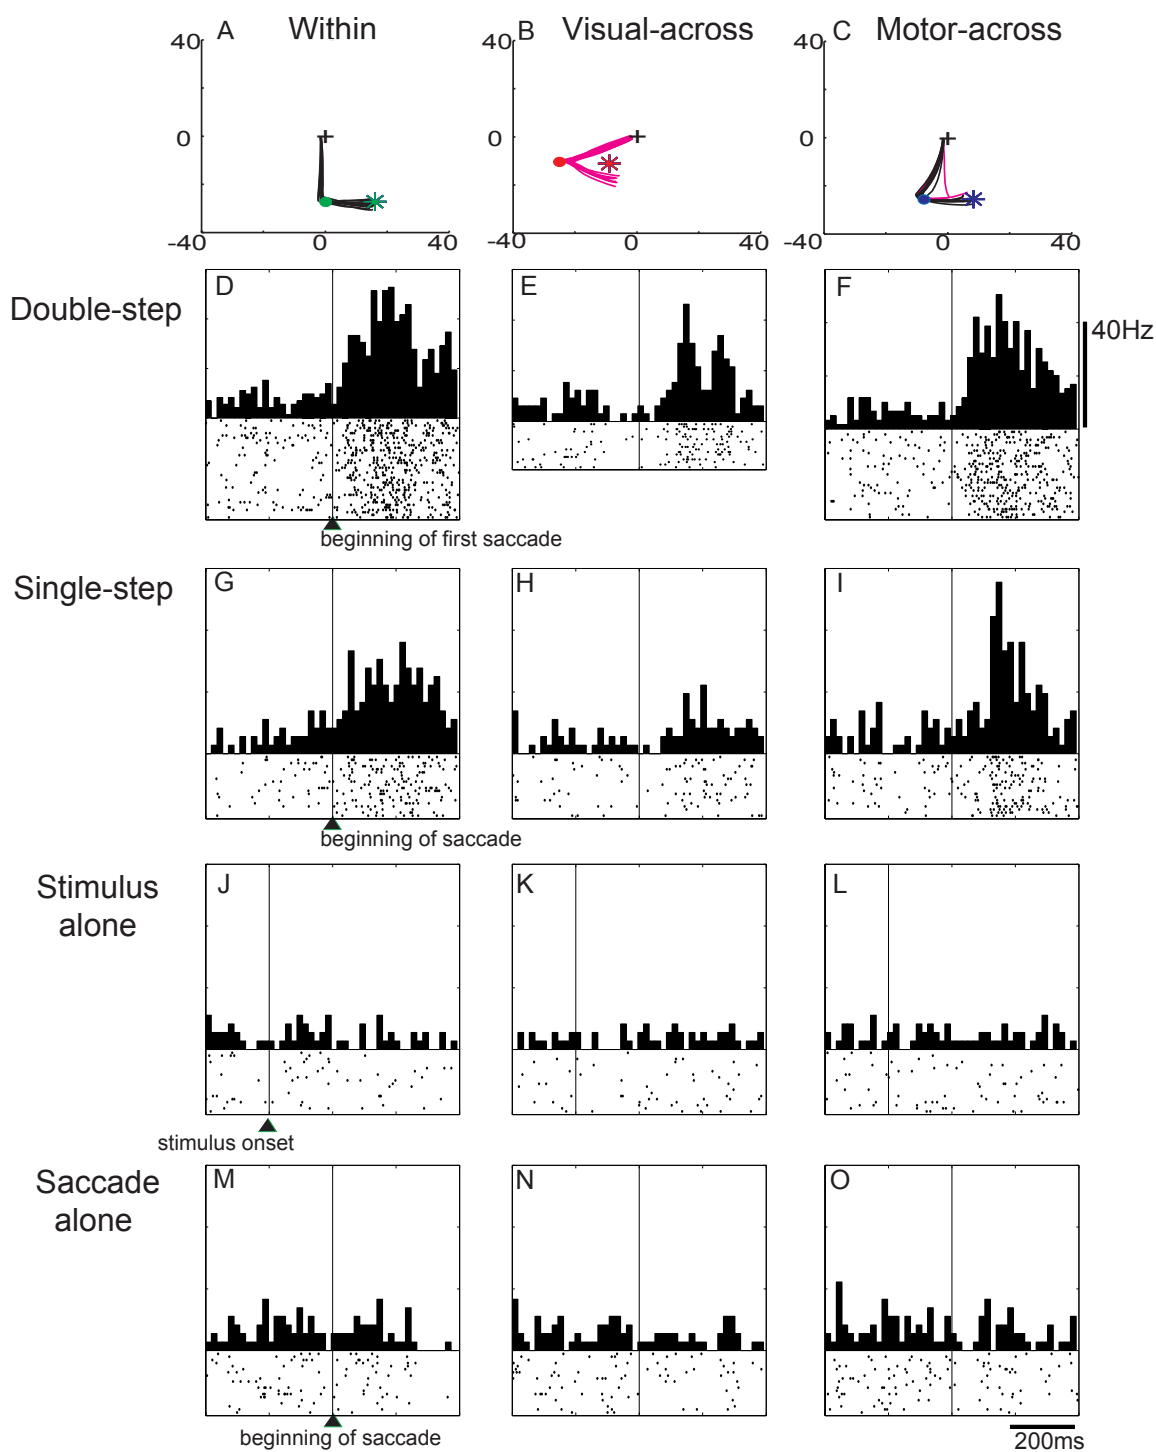 A Within
B Visual-across
C Motor-across
40
40
40
0
0
0
-40
-40
-40
0
40
0
40
0
40
Double-step
D
E
F
40Hz
beginning of first saccade
Single-step
G
H
I
beginning of saccade
Stimulus
alone
J
K
L
stimulus onset
Saccade
alone
M
N
O
beginning of saccade
200ms